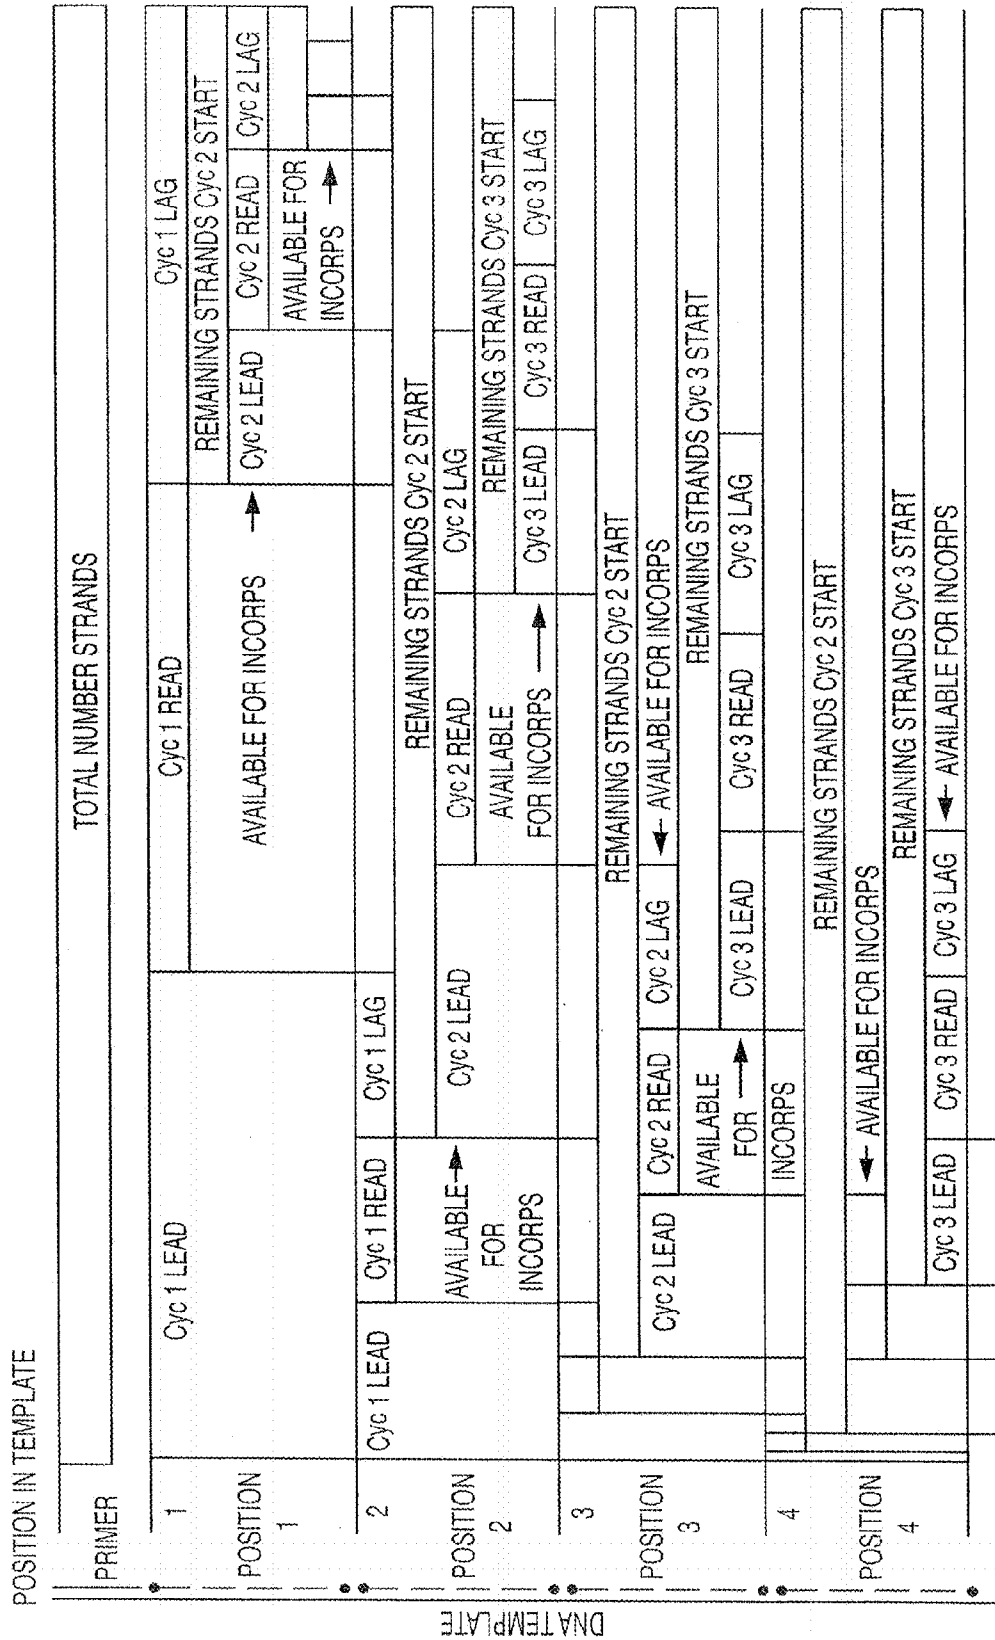 POSITION IN TEMPLATE
DNA TEMPLATE
PRIMER
TOTAL NUMBER STRANDS
1
Cyc 1 LEAD
Cyc 1 READ
Cyc 1 LAG
REMAINING STRANDS Cyc 2 START
POSITION
1
AVAILABLE FOR INCORPS
Cyc 2 LEAD
Cyc 2 READ
Cyc 2 LAG
AVAILABLE FOR
INCORPS
2
Cyc 1 LEAD
Cyc 1 READ
Cyc 1 LAG
REMAINING STRANDS Cyc 2 START
POSITION
2
AVAILABLE
FOR
INCORPS
Cyc 2 LEAD
Cyc 2 READ
Cyc 2 LAG
AVAILABLE
FOR INCORPS
REMAINING STRANDS Cyc 3 START
Cyc 3 LEAD
Cyc 3 READ
Cyc 3 LAG
3
REMAINING STRANDS Cyc 2 START
POSITION
3
Cyc 2 LEAD
Cyc 2 READ
Cyc 2 LAG
AVAILABLE FOR INCORPS
AVAILABLE
FOR
INCORPS
REMAINING STRANDS Cyc 3 START
Cyc 3 LEAD
Cyc 3 READ
Cyc 3 LAG
4
REMAINING STRANDS Cyc 2 START
POSITION
4
AVAILABLE FOR INCORPS
REMAINING STRANDS Cyc 3 START
Cyc 3 LEAD
Cyc 3 READ
Cyc 3 LAG
AVAILABLE FOR INCORPS